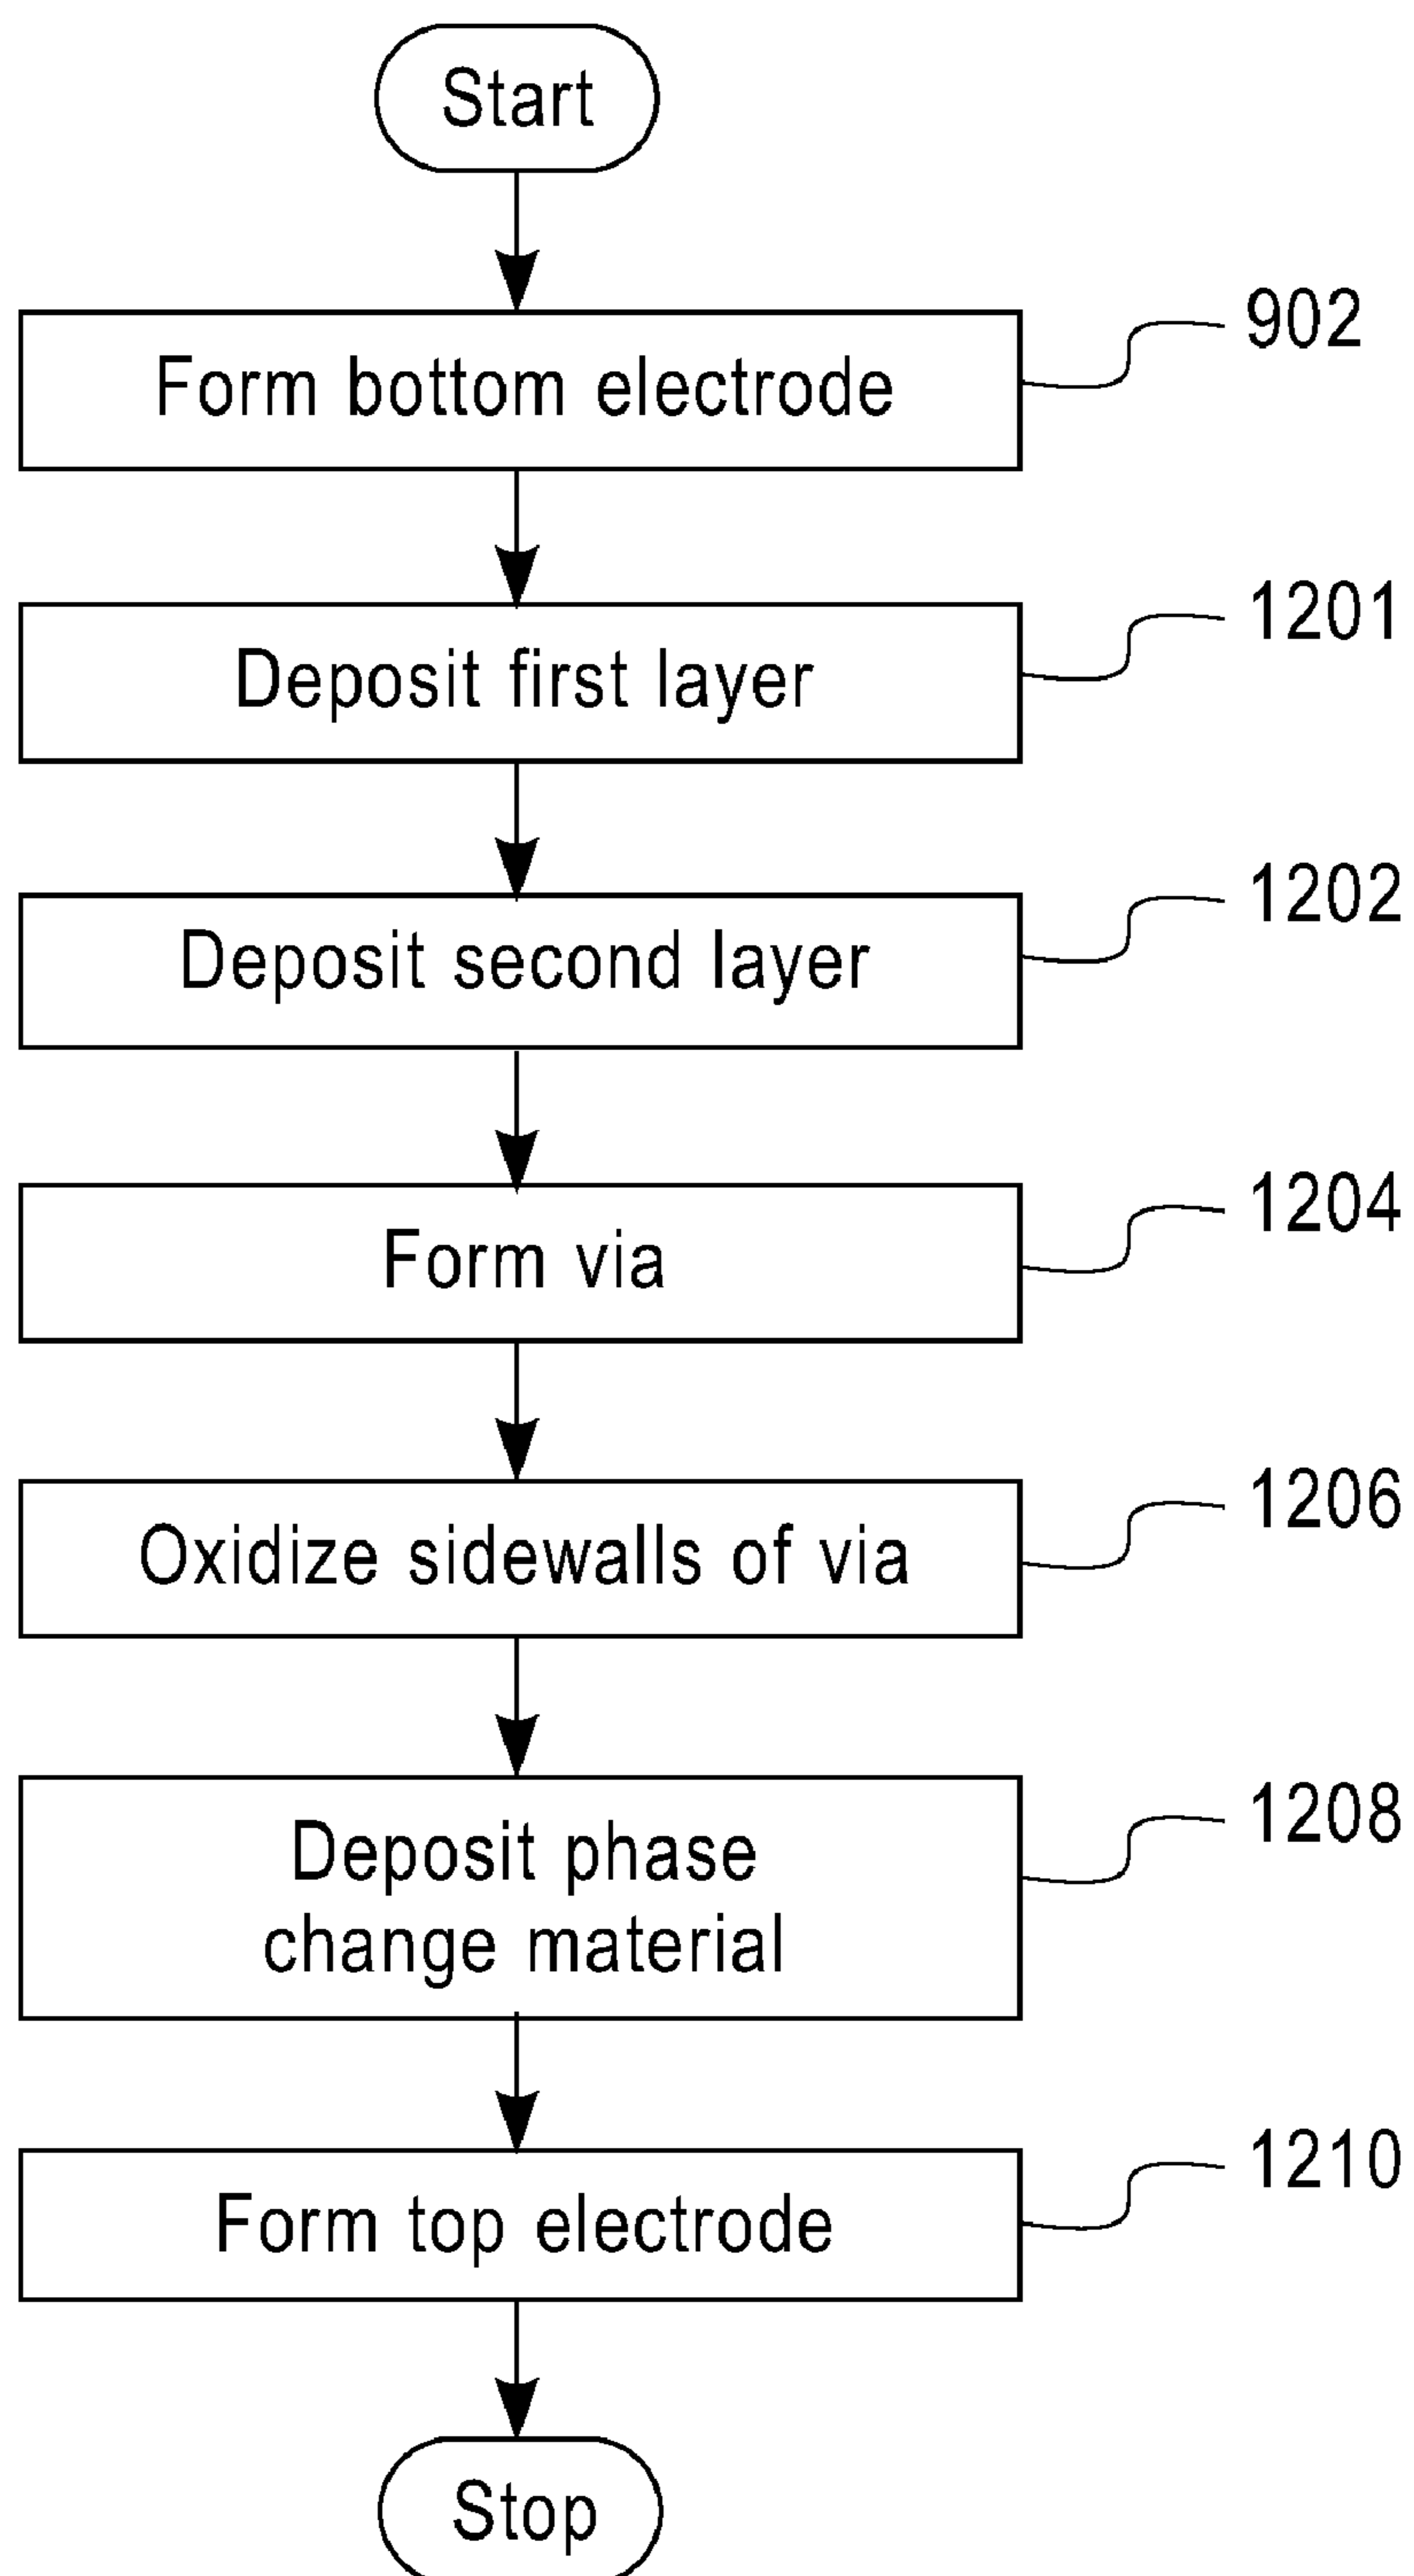 Start
Form bottom electrode
902
Deposit first layer
1201
Deposit second layer
1202
Form via
1204
Oxidize sidewalls of via
1206
Deposit phase
change material
1208
Form top electrode
1210
Stop